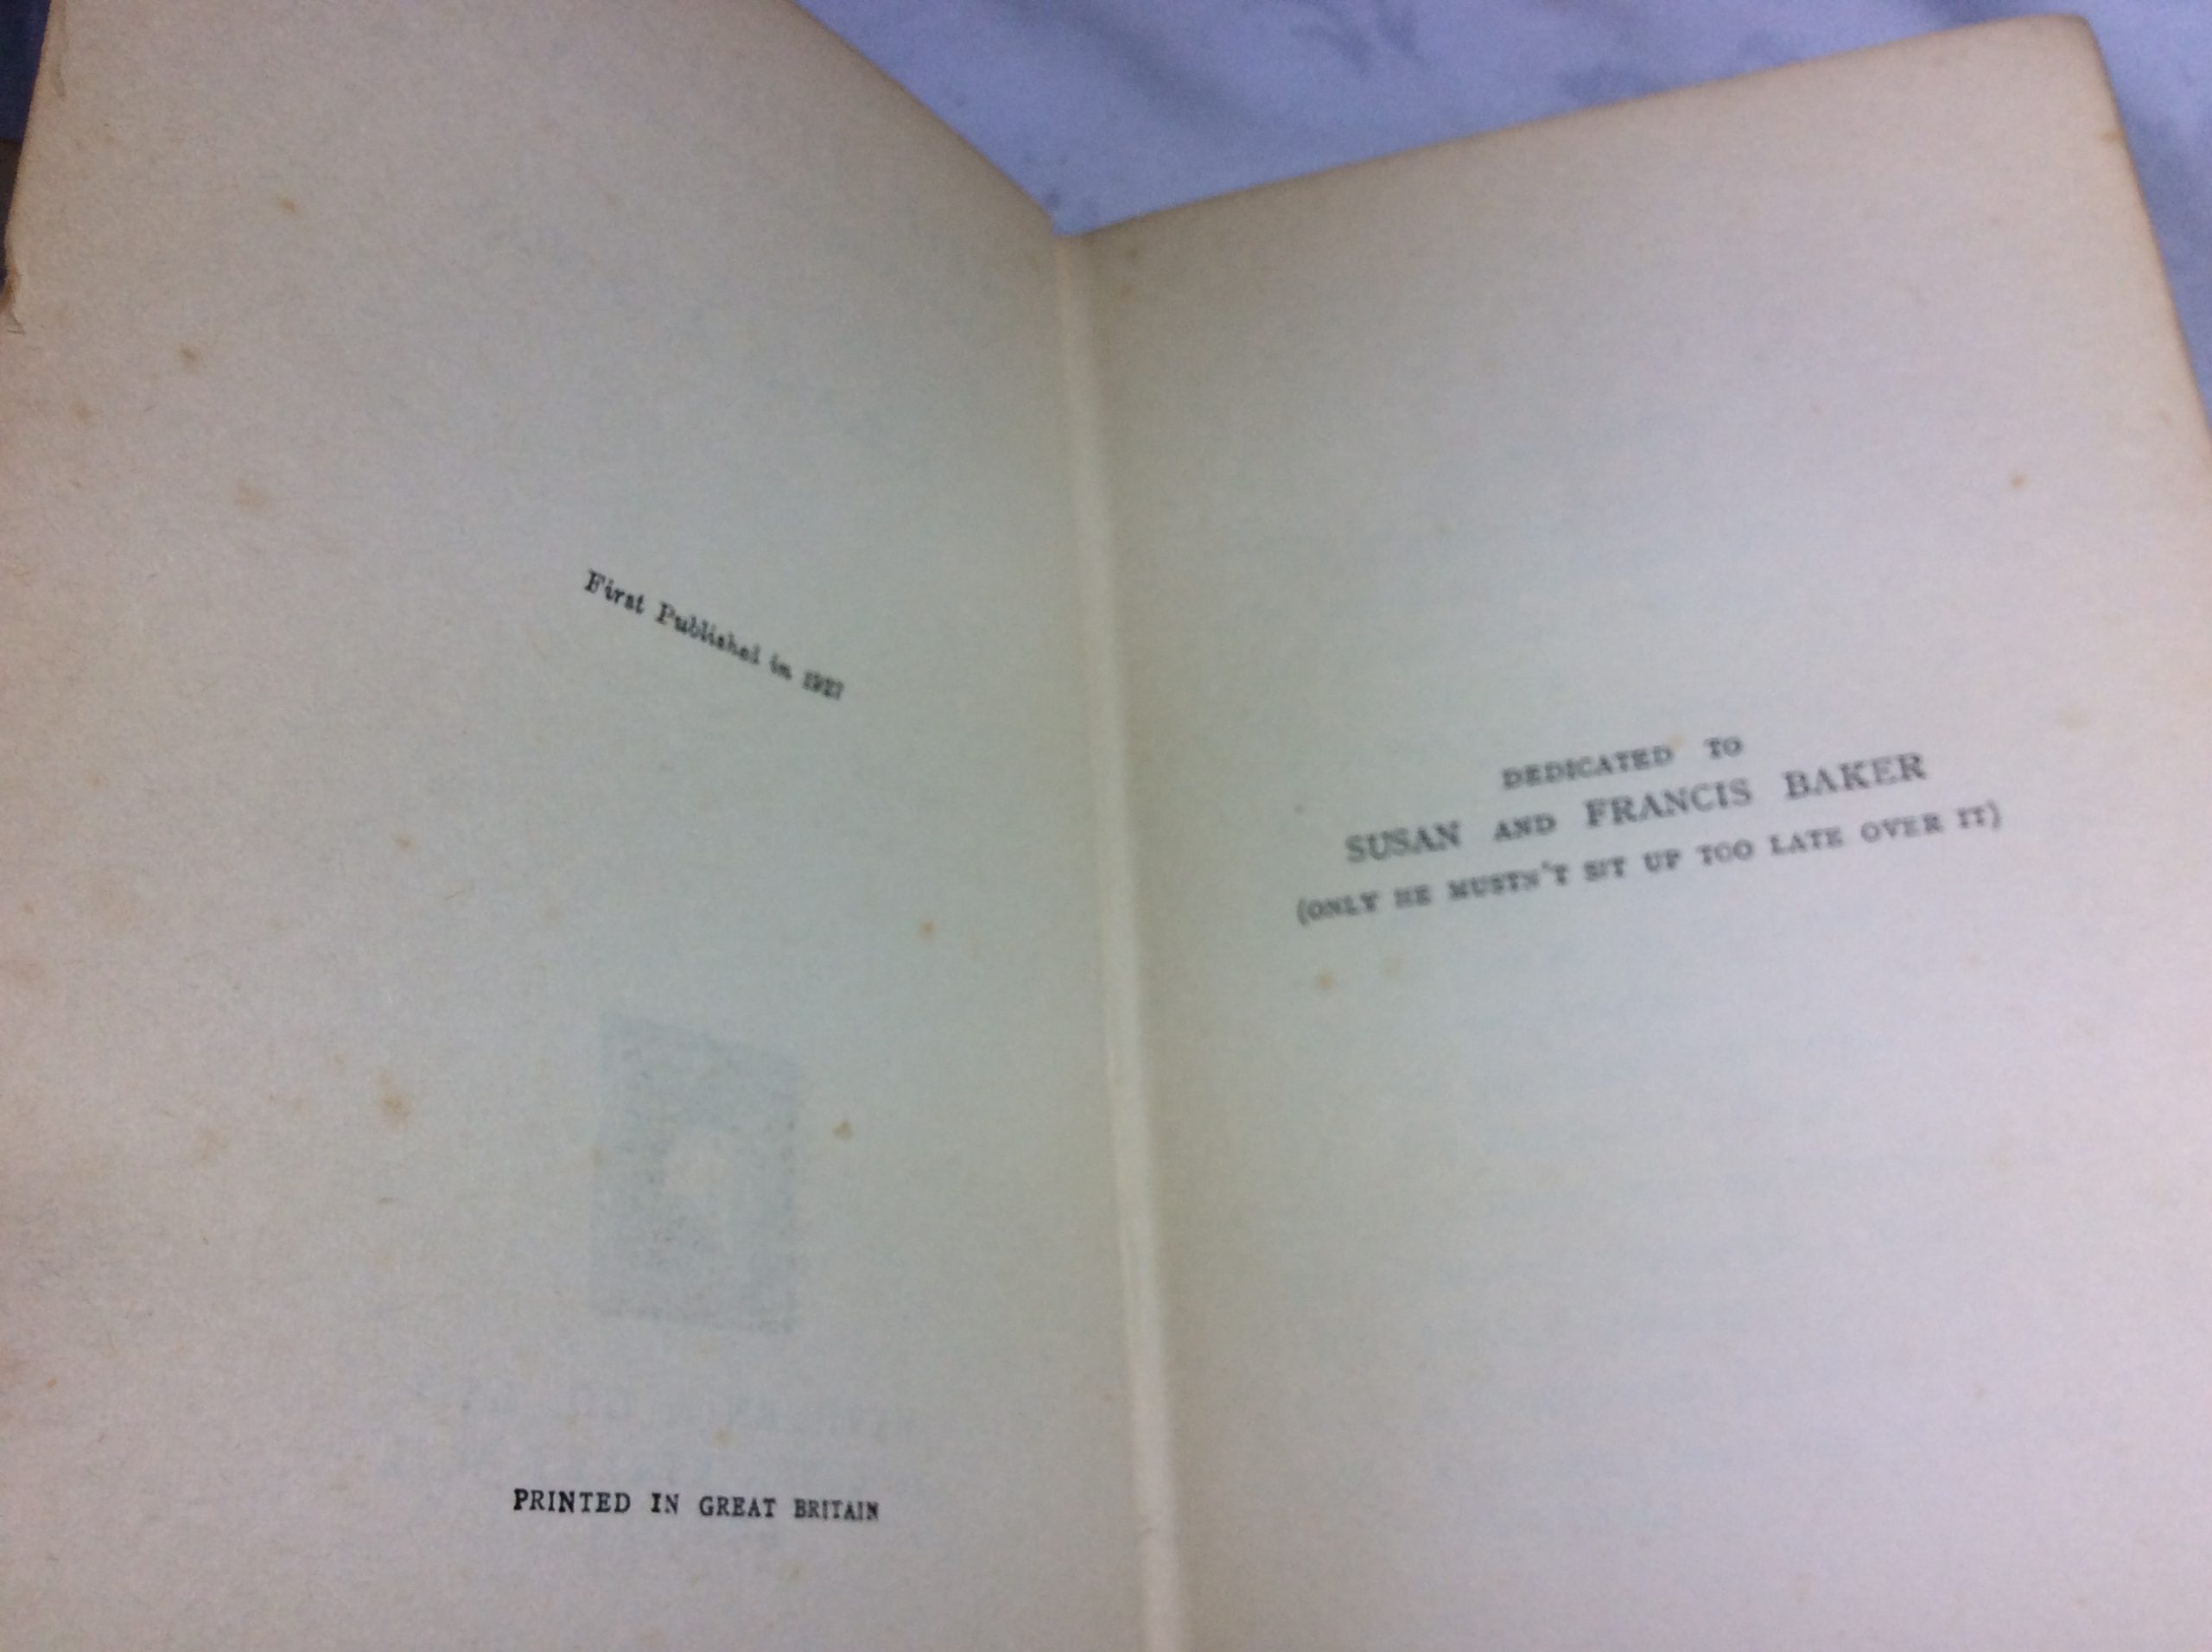 First Published in 1927
PRINTED IN GREAT BRITAIN
DEDICATED TO
SUSAN AND FRANCIS BAKER
(ONLY HE MUSTN'T SIT UP TOO LATE OVER IT)